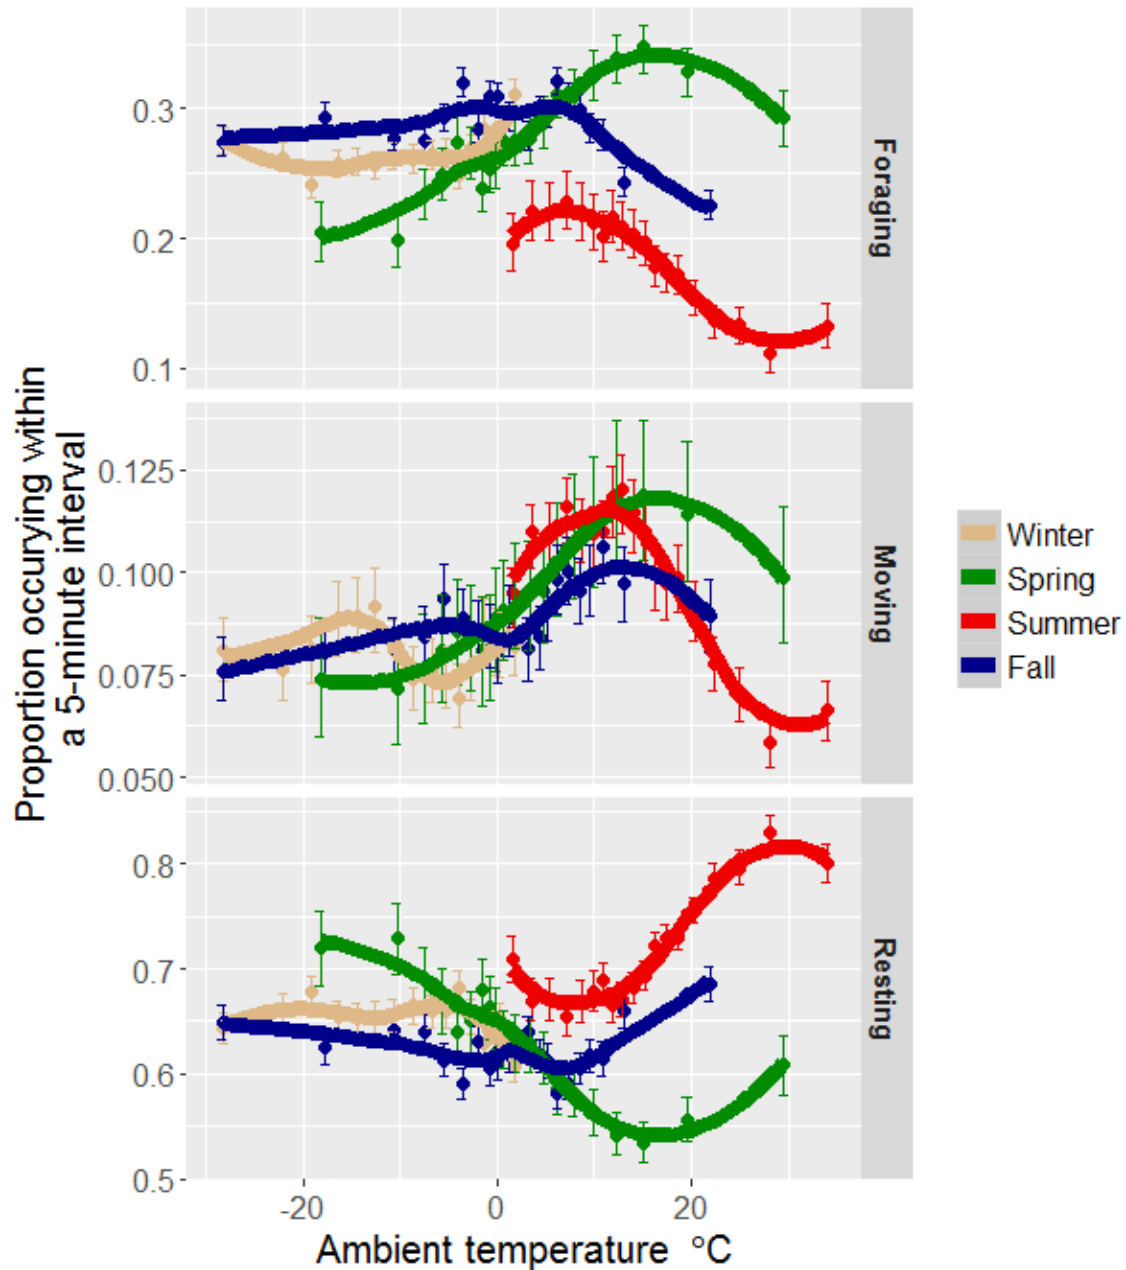 Proportion occurying within
a 5-minute interval
0.3
0.2
0.1
Foraging
0.125
0.100
0.075
0.050
Moving
0.8
0.7
0.6
0.5
Resting
-20
0
20
Ambient temperature °C
Winter
Spring
Summer
Fall